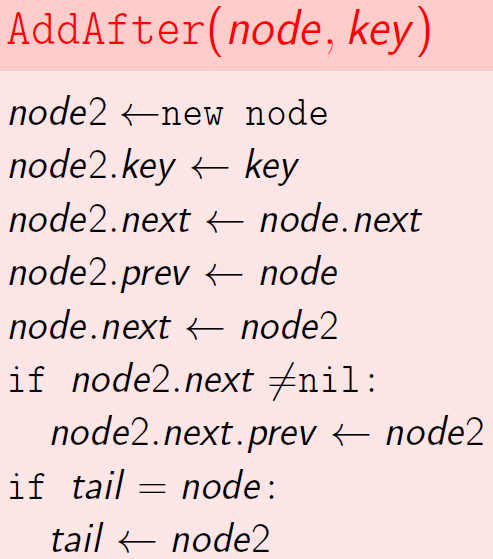 AddAfter(node, key)
node2 ←new node
node2.key ← key
node2.next ← node.next
node2.prev ← node
node.next ← node2
if node2.next ≠nil:
node2.next.prev ← node2
if tail = node:
tail ← node2